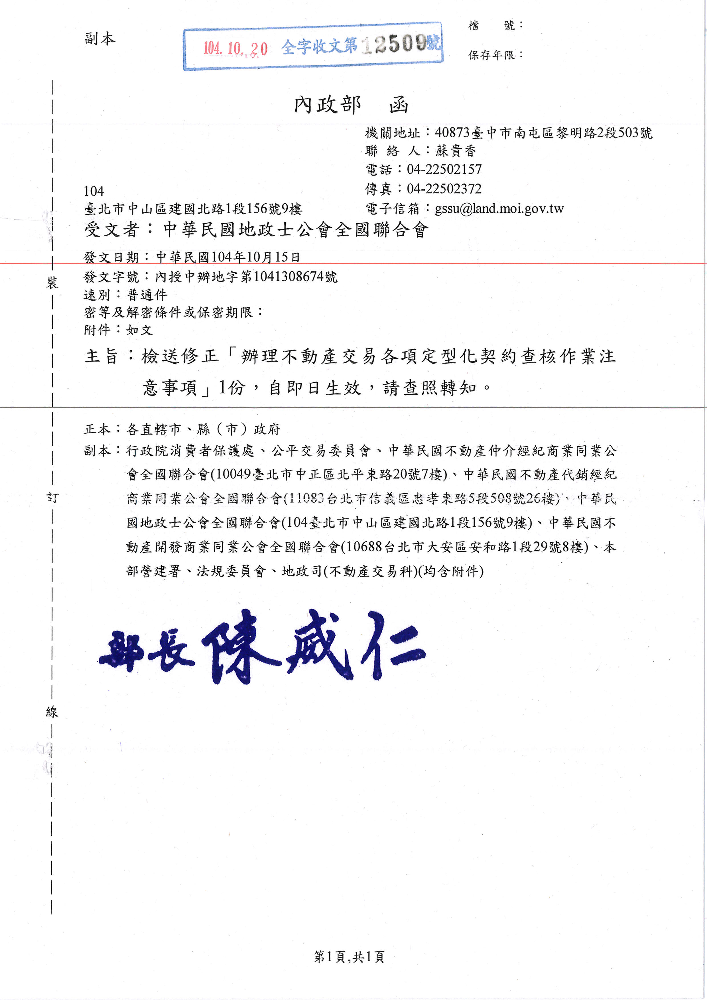 副本
104.10.20 全字收文第12509號
檔　　號：
保存年限：
內政部　函
機關地址：40873臺中市南屯區黎明路2段503號
聯 絡 人：蘇貴香
電話：04-22502157
傳真：04-22502372
電子信箱：gssu@land.moi.gov.tw
104
臺北市中山區建國北路1段156號9樓
受文者：中華民國地政士公會全國聯合會
發文日期：中華民國104年10月15日
發文字號：內授中辦地字第1041308674號
速別：普通件
密等及解密條件或保密期限：
附件：如文
主旨：檢送修正「辦理不動產交易各項定型化契約查核作業注
意事項」1份，自即日生效，請查照轉知。
正本：各直轄市、縣（市）政府
副本：行政院消費者保護處、公平交易委員會、中華民國不動產仲介經紀商業同業公
會全國聯合會(10049臺北市中正區北平東路20號7樓)、中華民國不動產代銷經紀
商業同業公會全國聯合會(11083台北市信義區忠孝東路5段508號26樓)、中華民
國地政士公會全國聯合會(104臺北市中山區建國北路1段156號9樓)、中華民國不
動產開發商業同業公會全國聯合會(10688台北市大安區安和路1段29號8樓)、本
部營建署、法規委員會、地政司(不動產交易科)(均含附件)
部長 陳威仁
裝
訂
線
第1頁,共1頁